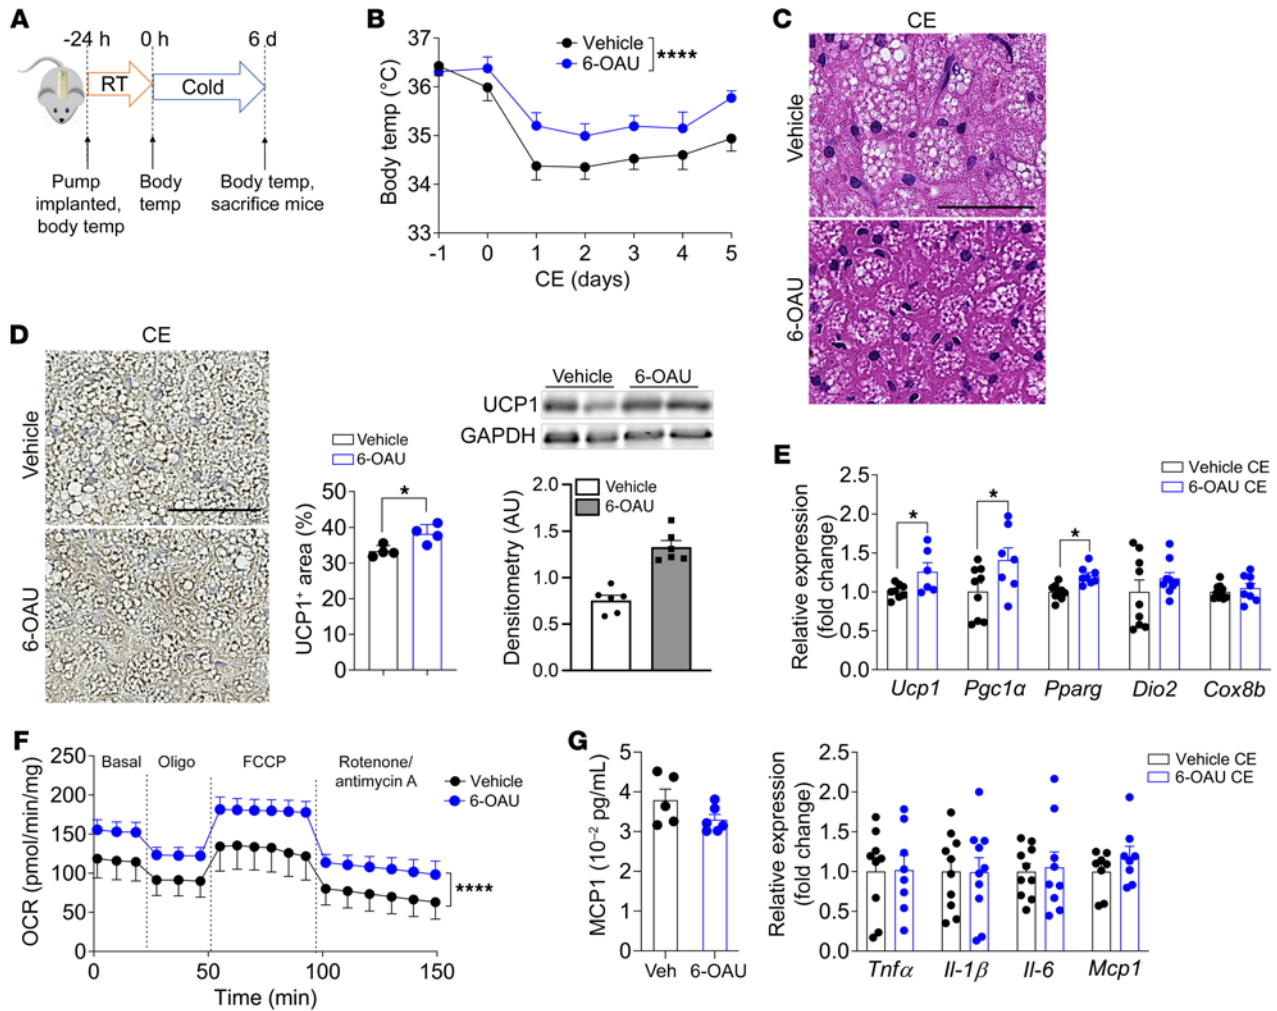 A
-24 h
0 h
6 d
RT
Cold
Pump
implanted,
body temp
Body
temp
Body temp,
sacrifice mice
B
37
36
35
34
33
Body temp (°C)
-1
0
1
2
3
4
5
CE (days)
Vehicle
6-OAU
****
C
CE
Vehicle
6-OAU
D
CE
Vehicle
6-OAU
Vehicle
6-OAU
*
50
40
30
20
10
0
UCP1⁺ area (%)
Vehicle
6-OAU
UCP1
GAPDH
2.0
1.5
1.0
0.5
0.0
Densitometry (AU)
Vehicle
6-OAU
E
2.5
2.0
1.5
1.0
0.5
0.0
Relative expression
(fold change)
Vehicle CE
6-OAU CE
*
*
*
Ucp1
Pgc1α
Pparg
Dio2
Cox8b
F
250
200
150
100
50
0
OCR (pmol/min/mg)
Basal
Oligo
FCCP
Rotenone/
antimycin A
Vehicle
6-OAU
****
0
50
100
150
Time (min)
G
5
4
3
2
1
0
MCP1 (10⁻² pg/mL)
Veh
6-OAU
2.5
2.0
1.5
1.0
0.5
0.0
Relative expression
(fold change)
Vehicle CE
6-OAU CE
Tnfα
Il-1β
Il-6
Mcp1